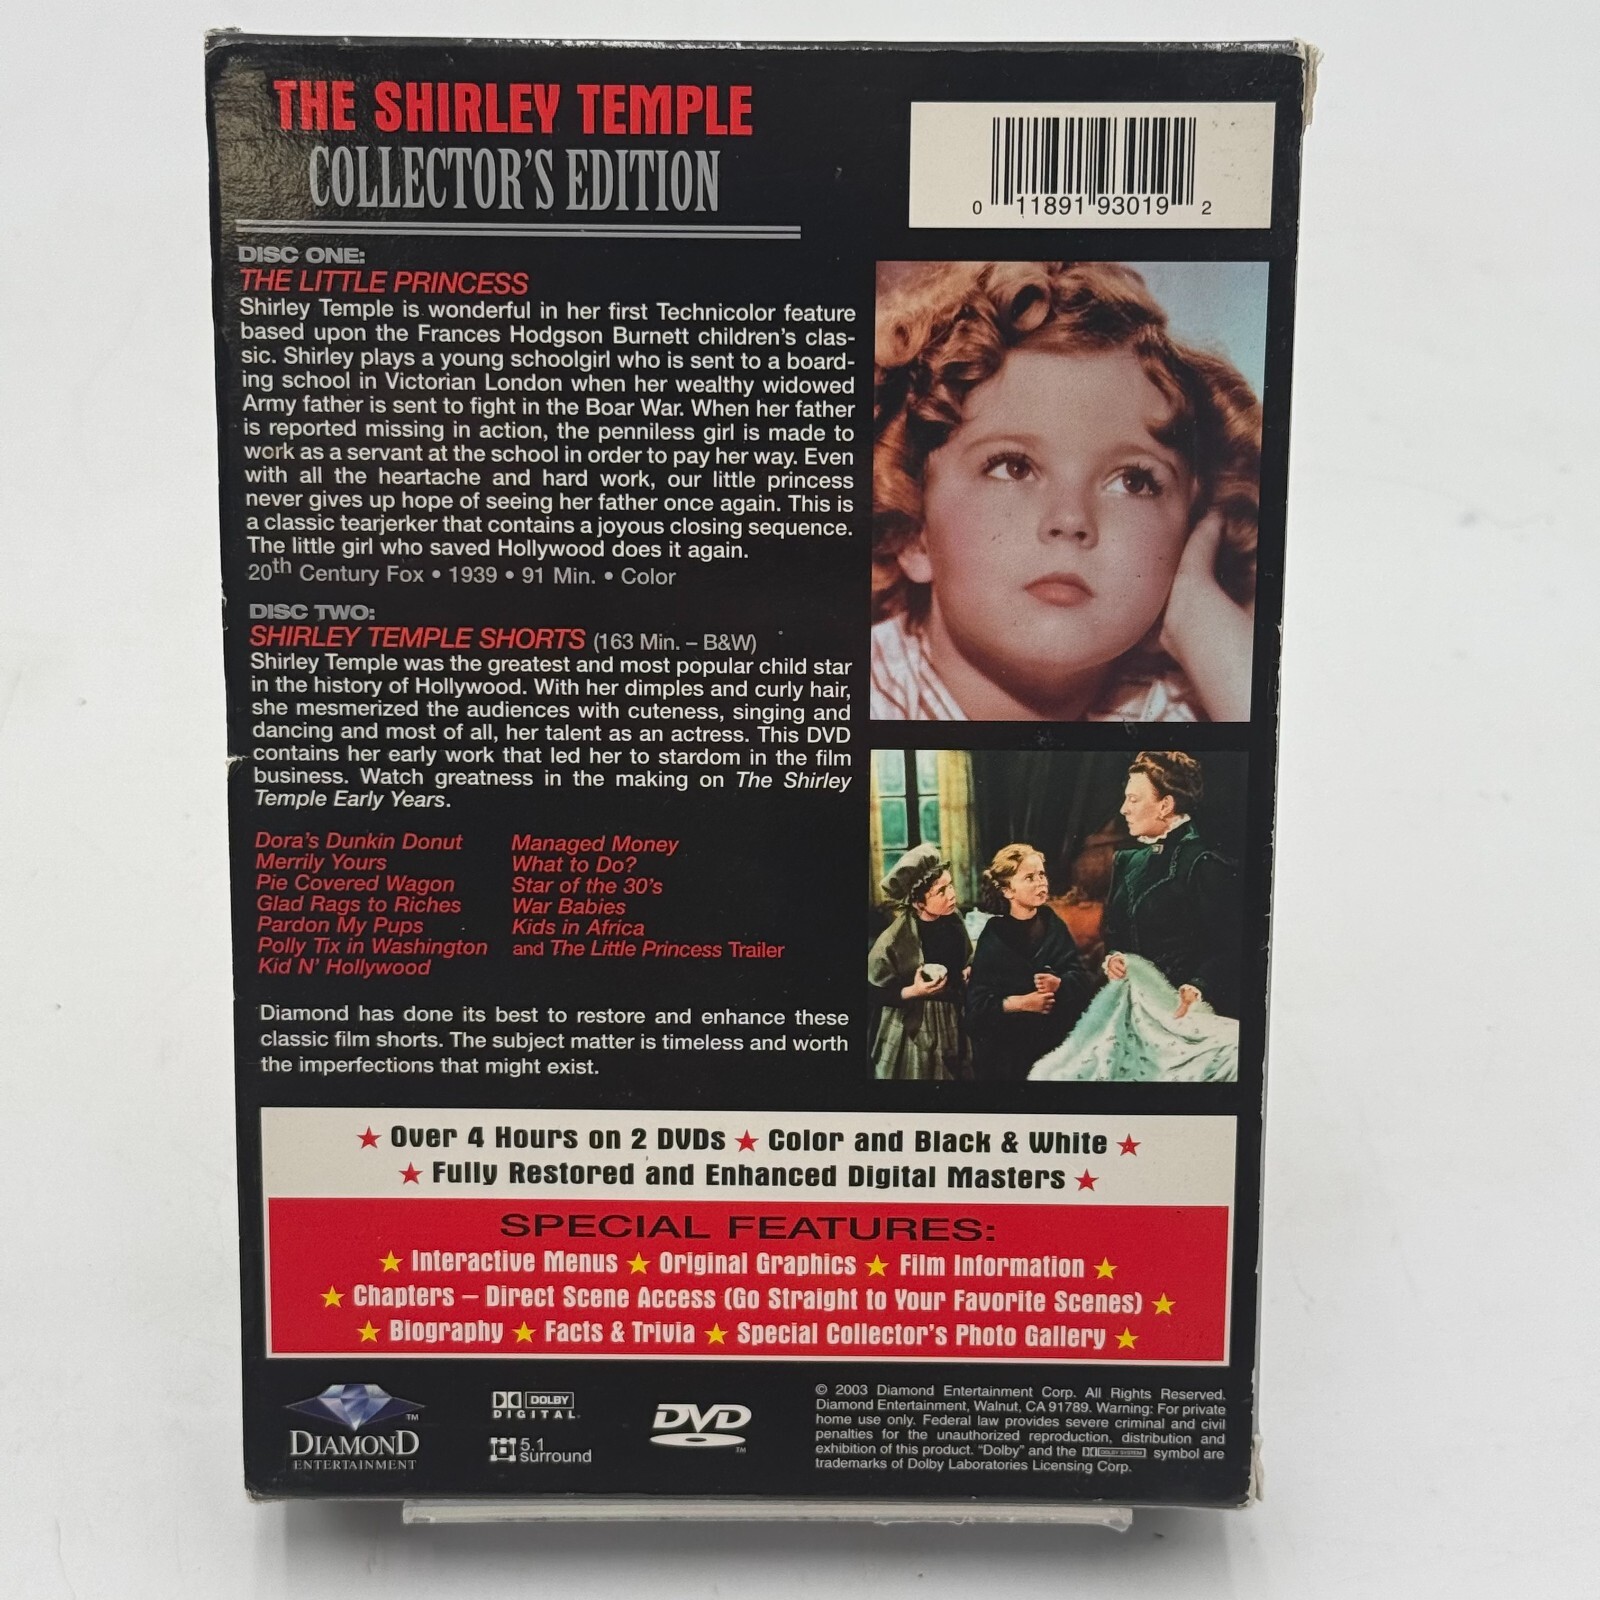 THE SHIRLEY TEMPLE
COLLECTOR'S EDITION
0 11891 93019 2
DISC ONE:
THE LITTLE PRINCESS
Shirley Temple is wonderful in her first Technicolor feature
based upon the Frances Hodgson Burnett children's clas-
sic. Shirley plays a young schoolgirl who is sent to a board-
ing school in Victorian London when her wealthy widowed
Army father is sent to fight in the Boar War. When her father
is reported missing in action, the penniless girl is made to
work as a servant at the school in order to pay her way. Even
with all the heartache and hard work, our little princess
never gives up hope of seeing her father once again. This is
a classic tearjerker that contains a joyous closing sequence.
The little girl who saved Hollywood does it again.
20th Century Fox • 1939 • 91 Min. • Color
DISC TWO:
SHIRLEY TEMPLE SHORTS (163 Min. – B&W)
Shirley Temple was the greatest and most popular child star
in the history of Hollywood. With her dimples and curly hair,
she mesmerized the audiences with cuteness, singing and
dancing and most of all, her talent as an actress. This DVD
contains her early work that led her to stardom in the film
business. Watch greatness in the making on The Shirley
Temple Early Years.
Dora's Dunkin Donut
Merrily Yours
Pie Covered Wagon
Glad Rags to Riches
Pardon My Pups
Polly Tix in Washington
Kid N' Hollywood
Managed Money
What to Do?
Star of the 30's
War Babies
Kids in Africa
and The Little Princess Trailer
Diamond has done its best to restore and enhance these
classic film shorts. The subject matter is timeless and worth
the imperfections that might exist.
★ Over 4 Hours on 2 DVDs ★ Color and Black & White ★
★ Fully Restored and Enhanced Digital Masters ★
SPECIAL FEATURES:
★ Interactive Menus ★ Original Graphics ★ Film Information ★
★ Chapters – Direct Scene Access (Go Straight to Your Favorite Scenes) ★
★ Biography ★ Facts & Trivia ★ Special Collector's Photo Gallery ★
TM
DIAMOND
ENTERTAINMENT
DOLBY
DIGITAL
5.1
surround
DVD
TM
© 2003 Diamond Entertainment Corp. All Rights Reserved.
Diamond Entertainment, Walnut, CA 91789. Warning: For private
home use only. Federal law provides severe criminal and civil
penalties for the unauthorized reproduction, distribution and
exhibition of this product. "Dolby" and the symbol are
trademarks of Dolby Laboratories Licensing Corp.